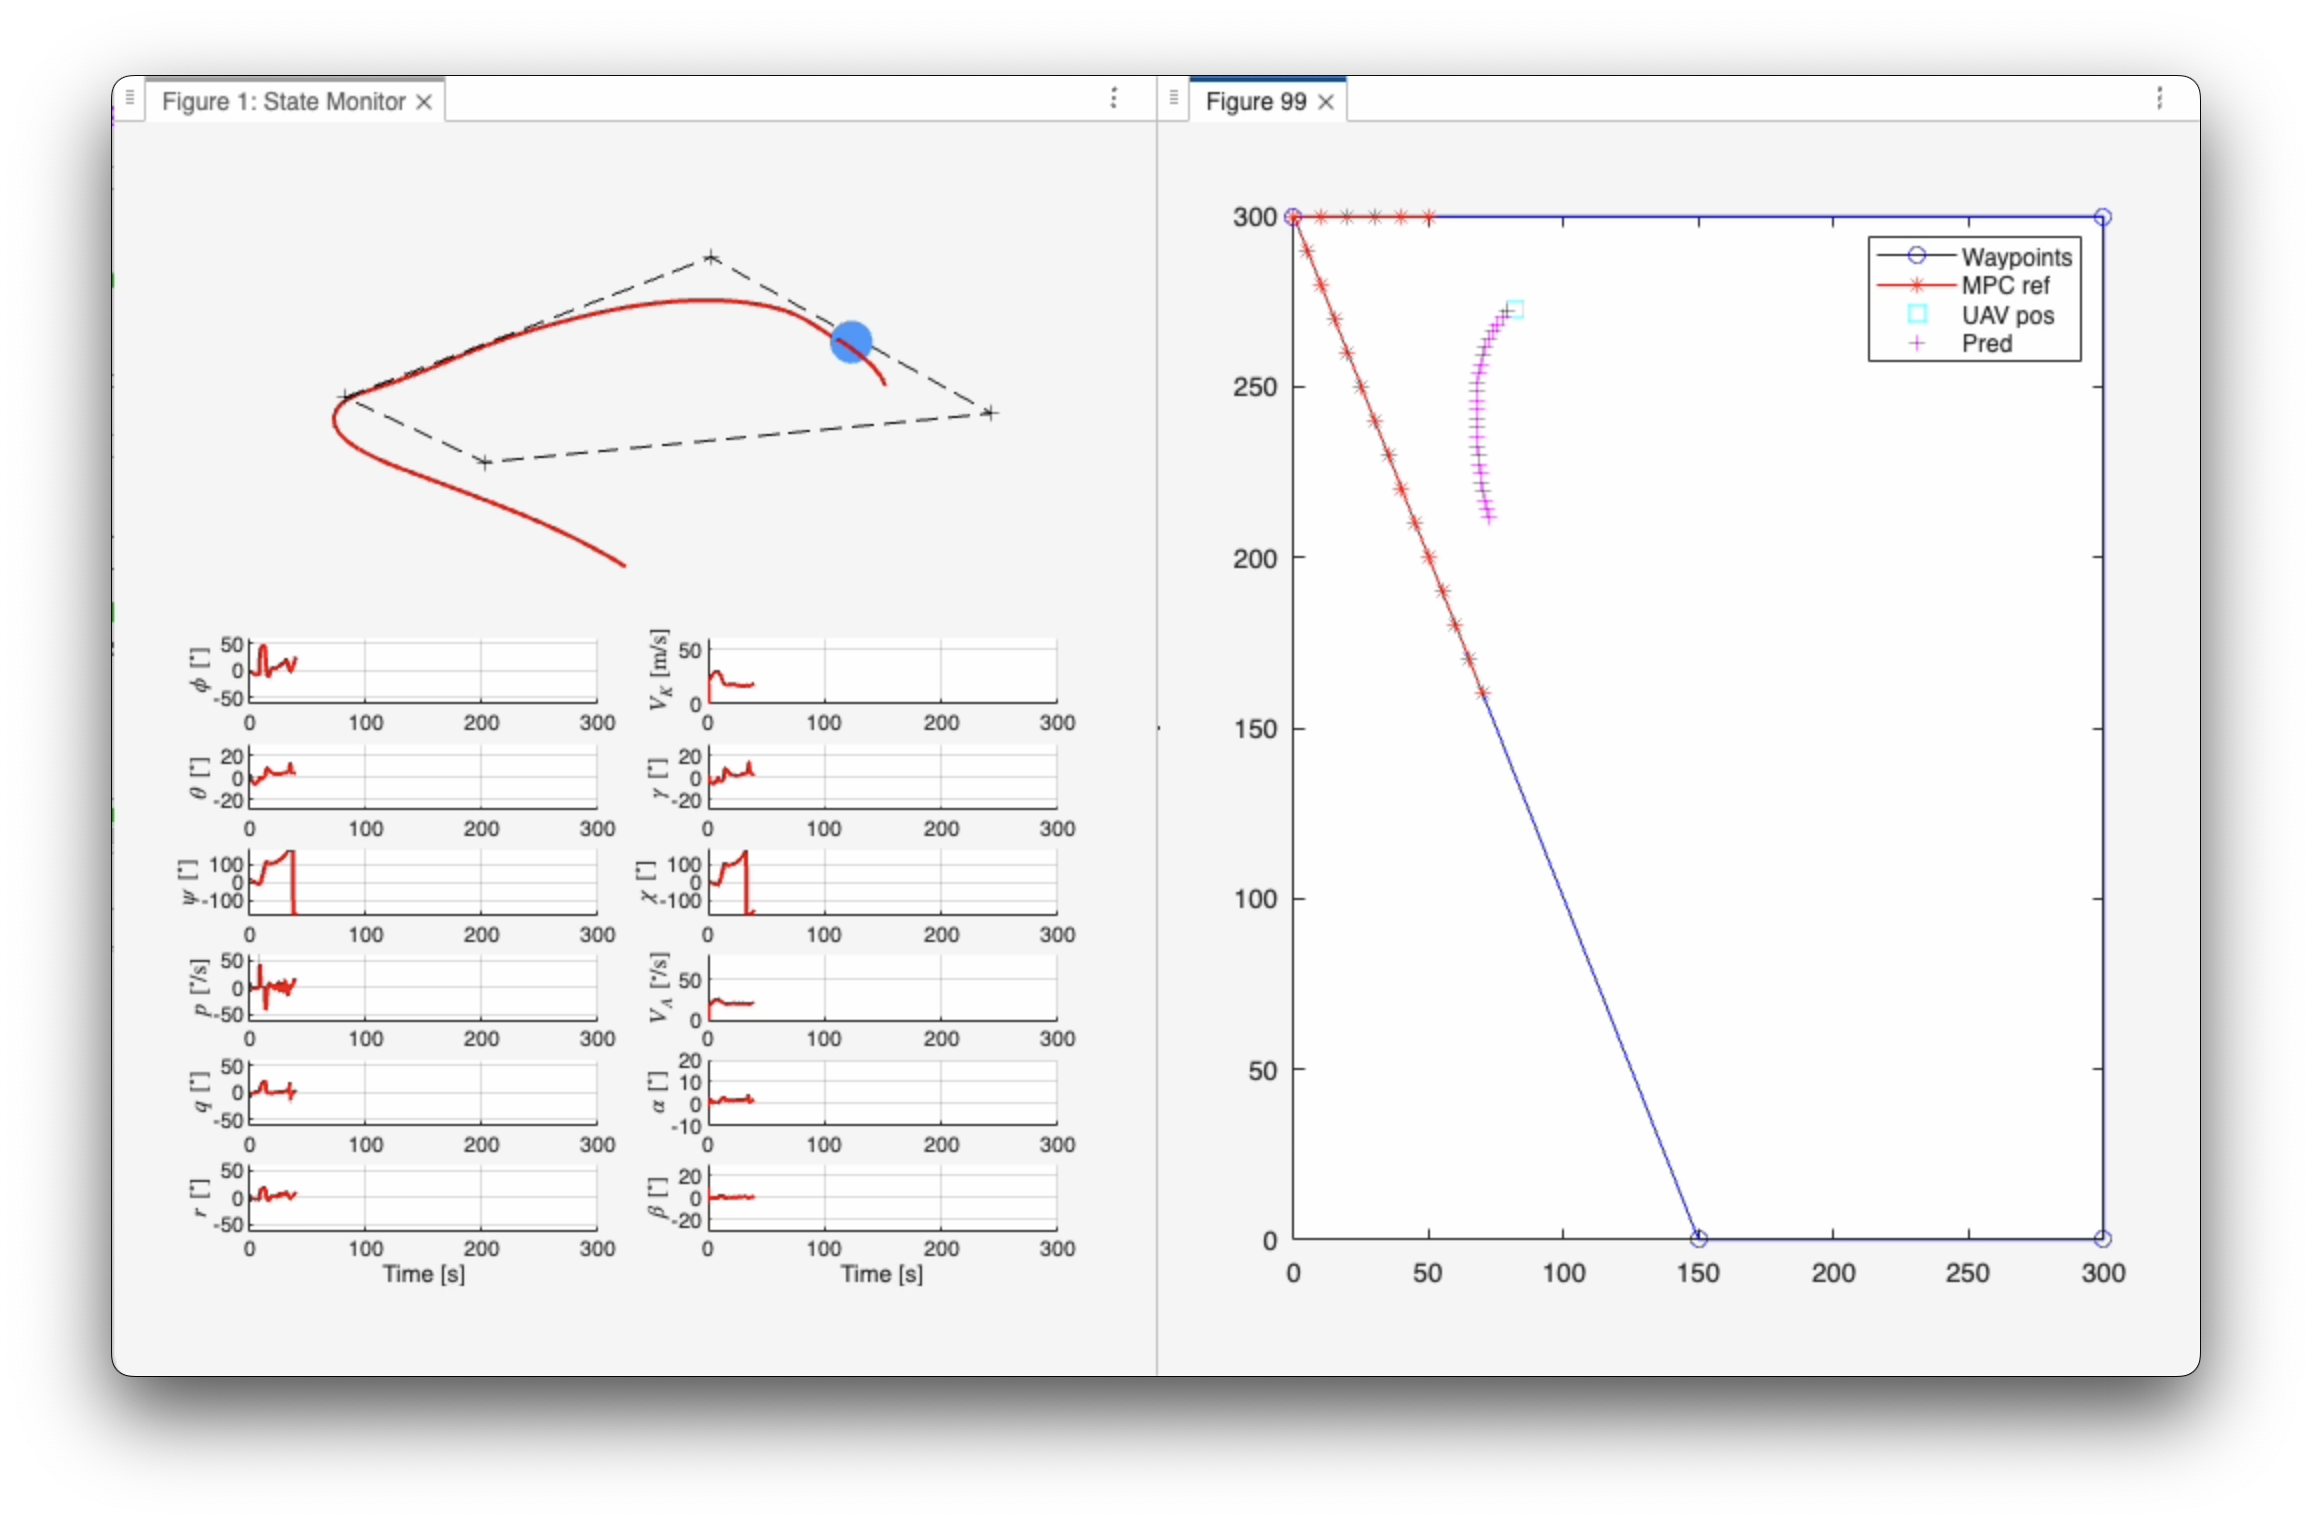 Figure 1: State Monitor
Figure 99
ϕ [°]
50
0
-50
0 100 200 300
V_K [m/s]
50
0
0 100 200 300
θ [°]
20
0
-20
0 100 200 300
γ [°]
20
0
-20
0 100 200 300
ψ [°]
100
0
-100
0 100 200 300
χ [°]
100
0
-100
0 100 200 300
p [°/s]
50
0
-50
0 100 200 300
V_A [°/s]
50
0
0 100 200 300
q [°]
50
0
-50
0 100 200 300
α [°]
20
10
0
-10
0 100 200 300
r [°]
50
0
-50
0 100 200 300
Time [s]
β [°]
20
0
-20
0 100 200 300
Time [s]
300
250
200
150
100
50
0
0 50 100 150 200 250 300
Waypoints
MPC ref
UAV pos
Pred